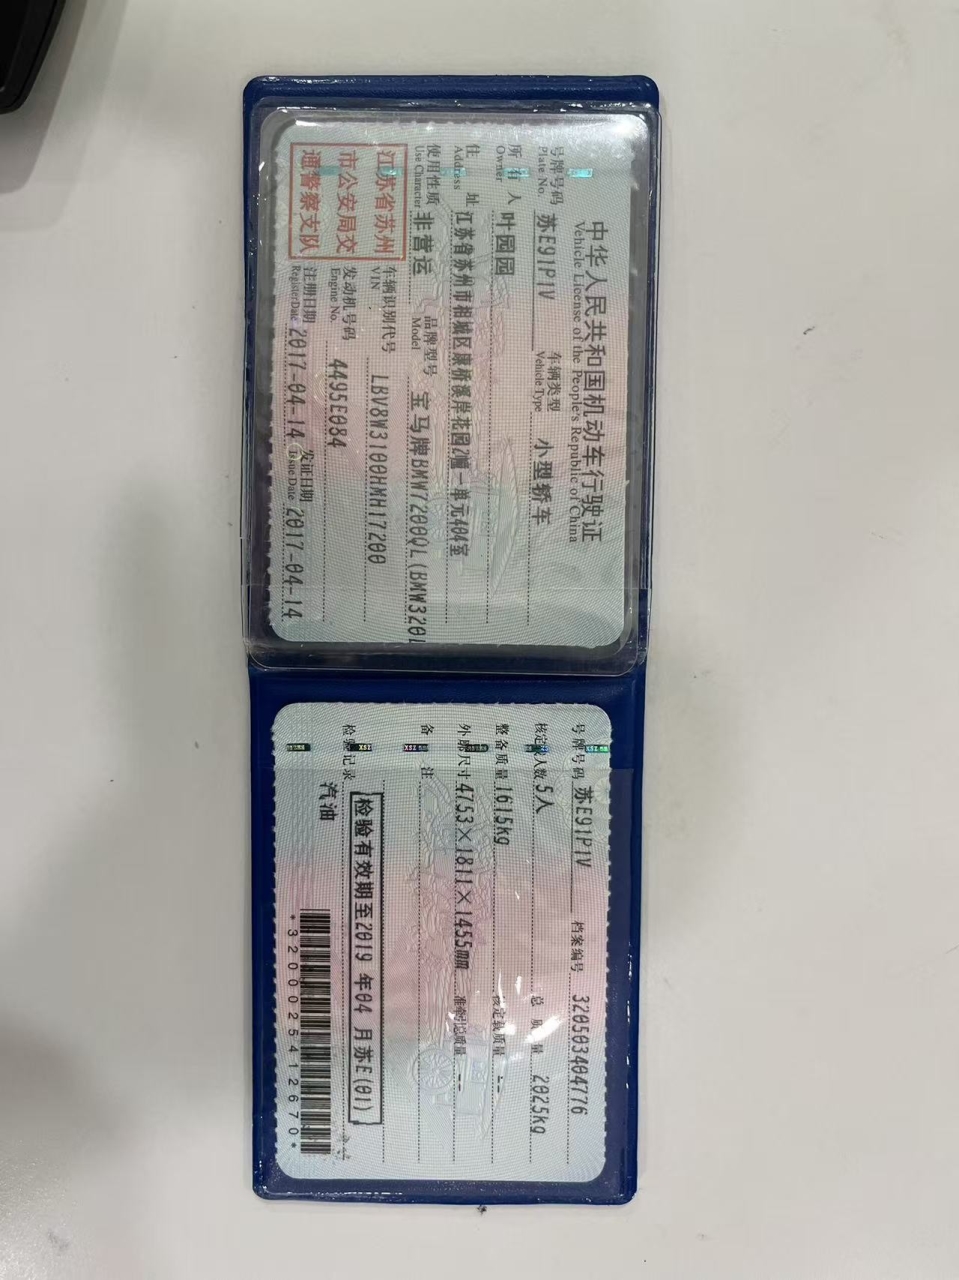 中华人民共和国机动车行驶证
Vehicle License of the People's Republic of China
号牌号码 苏E91P1V 车辆类型 小型轿车
Plate No. Vehicle Type
所有人 叶园园
Owner
住址 江苏省苏州市相城区康桥溪岸花园2幢一单元404室
Address
使用性质 非营运 品牌型号 宝马牌BMW7200QL(BMW320L
Use Character Model
江苏省苏州
市公安局交
通警察支队
车辆识别代号 LBV8W3100HMH17200
VIN
发动机号码 4495E084
Engine No.
注册日期 2017-04-14 发证日期 2017-04-14
Register Date Issue Date
号牌号码 苏E91P1V 档案编号 320503404776
核定载人数 5人 总质量 2025kg
整备质量 1615kg 核定载质量 --
外廓尺寸 4753×1811×1455mm 准牵引总质量 --
备注
检验有效期至2019年04月苏E(01)
检验记录
汽油
*3200025412670*